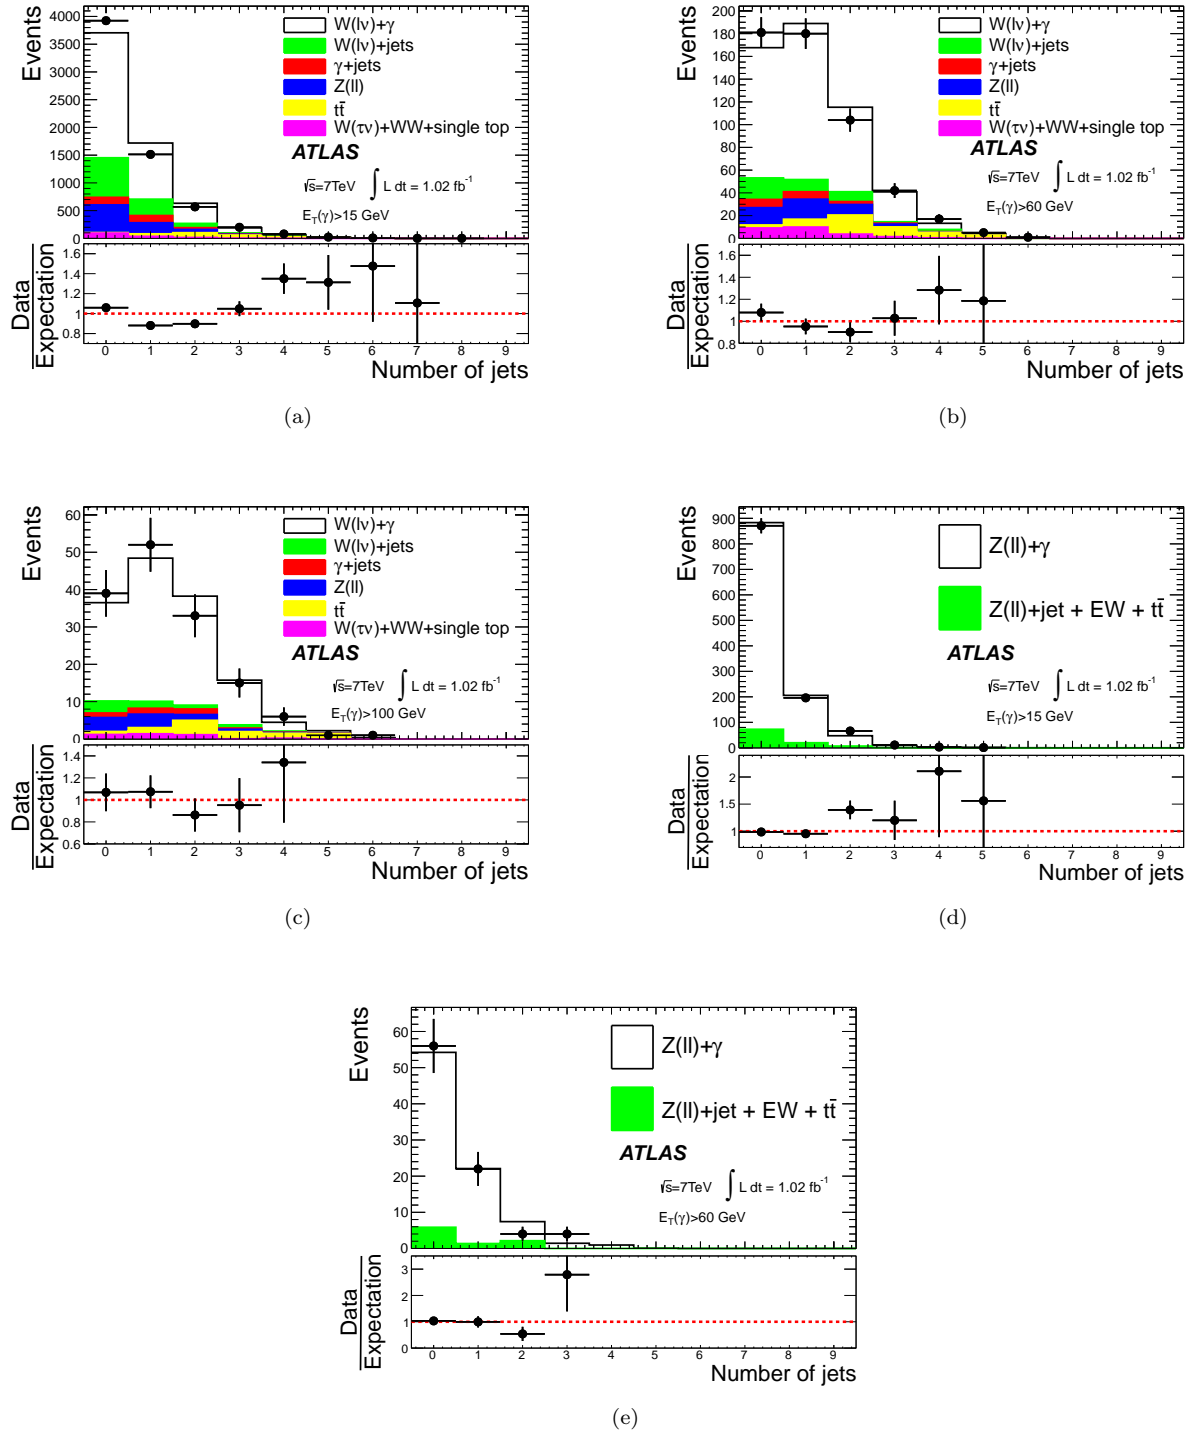 Events
4000
3500
3000
2500
2000
1500
1000
500
0
W(lν)+γ
W(lν)+jets
γ+jets
Z(ll)
tt̄
W(τν)+WW+single top
ATLAS
√s=7TeV ∫ L dt = 1.02 fb⁻¹
E_T(γ)>15 GeV
Data
Expectation
1.6
1.4
1.2
1
0.8
0 1 2 3 4 5 6 7 8 9
Number of jets
(a)
Events
200
180
160
140
120
100
80
60
40
20
0
W(lν)+γ
W(lν)+jets
γ+jets
Z(ll)
tt̄
W(τν)+WW+single top
ATLAS
√s=7TeV ∫ L dt = 1.02 fb⁻¹
E_T(γ)>60 GeV
Data
Expectation
1.6
1.4
1.2
1
0.8
0 1 2 3 4 5 6 7 8 9
Number of jets
(b)
Events
60
50
40
30
20
10
0
W(lν)+γ
W(lν)+jets
γ+jets
Z(ll)
tt̄
W(τν)+WW+single top
ATLAS
√s=7TeV ∫ L dt = 1.02 fb⁻¹
E_T(γ)>100 GeV
Data
Expectation
1.4
1.2
1
0.8
0.6
0 1 2 3 4 5 6 7 8 9
Number of jets
(c)
Events
900
800
700
600
500
400
300
200
100
0
Z(ll)+γ
Z(ll)+jet + EW + tt̄
ATLAS
√s=7TeV ∫ L dt = 1.02 fb⁻¹
E_T(γ)>15 GeV
Data
Expectation
2
1.5
1
0 1 2 3 4 5 6 7 8 9
Number of jets
(d)
Events
60
50
40
30
20
10
0
Z(ll)+γ
Z(ll)+jet + EW + tt̄
ATLAS
√s=7TeV ∫ L dt = 1.02 fb⁻¹
E_T(γ)>60 GeV
Data
Expectation
3
2
1
0
0 1 2 3 4 5 6 7 8 9
Number of jets
(e)